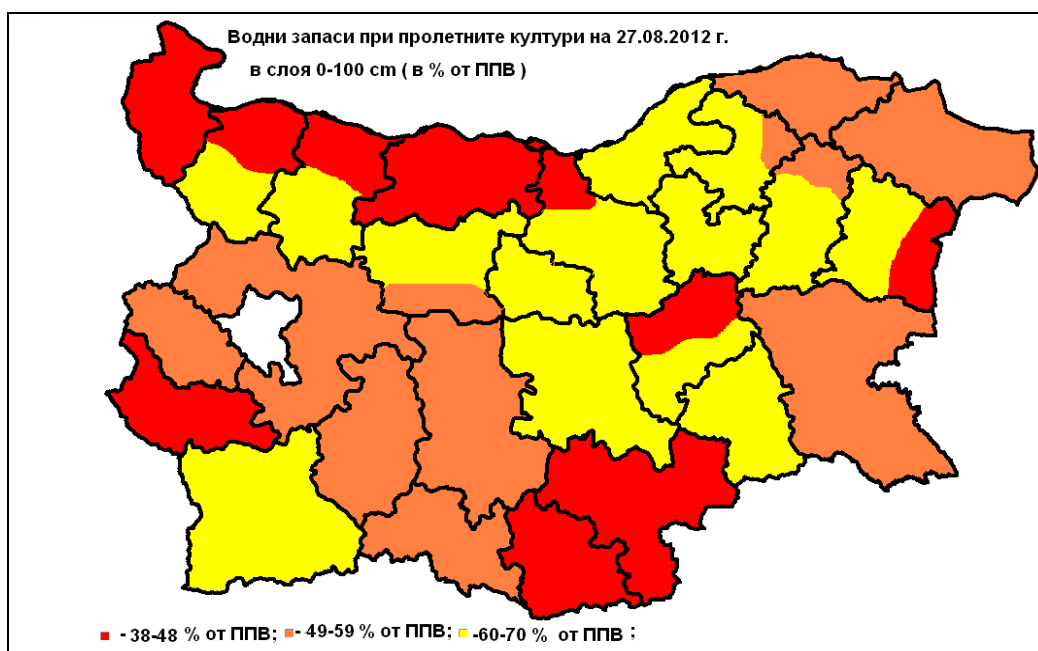 Водни запаси при пролетните култури на 27.08.2012 г.
в слоя 0-100 cm ( в % от ППВ )
- 38-48 % от ППВ; - 49-59 % от ППВ; -60-70 % от ППВ ;